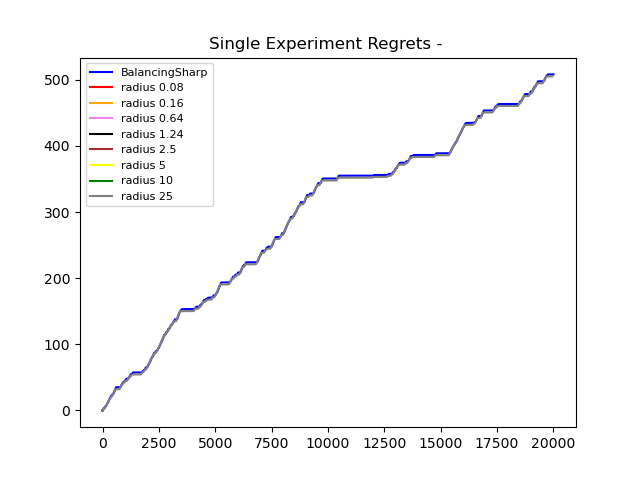 Single Experiment Regrets -
BalancingSharp
radius 0.08
radius 0.16
radius 0.64
radius 1.24
radius 2.5
radius 5
radius 10
radius 25
500
400
300
200
100
0
0 2500 5000 7500 10000 12500 15000 17500 20000